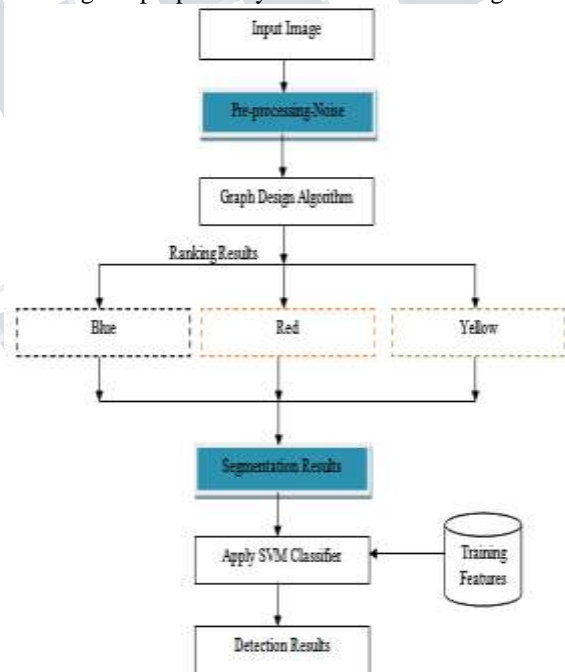 Input Image
Pre-processing-Noise
Graph Design Algorithm
Ranking Results
Blue Red Yellow
Segmentation Results
Apply SVM Classifier
Training
Features
Detection Results